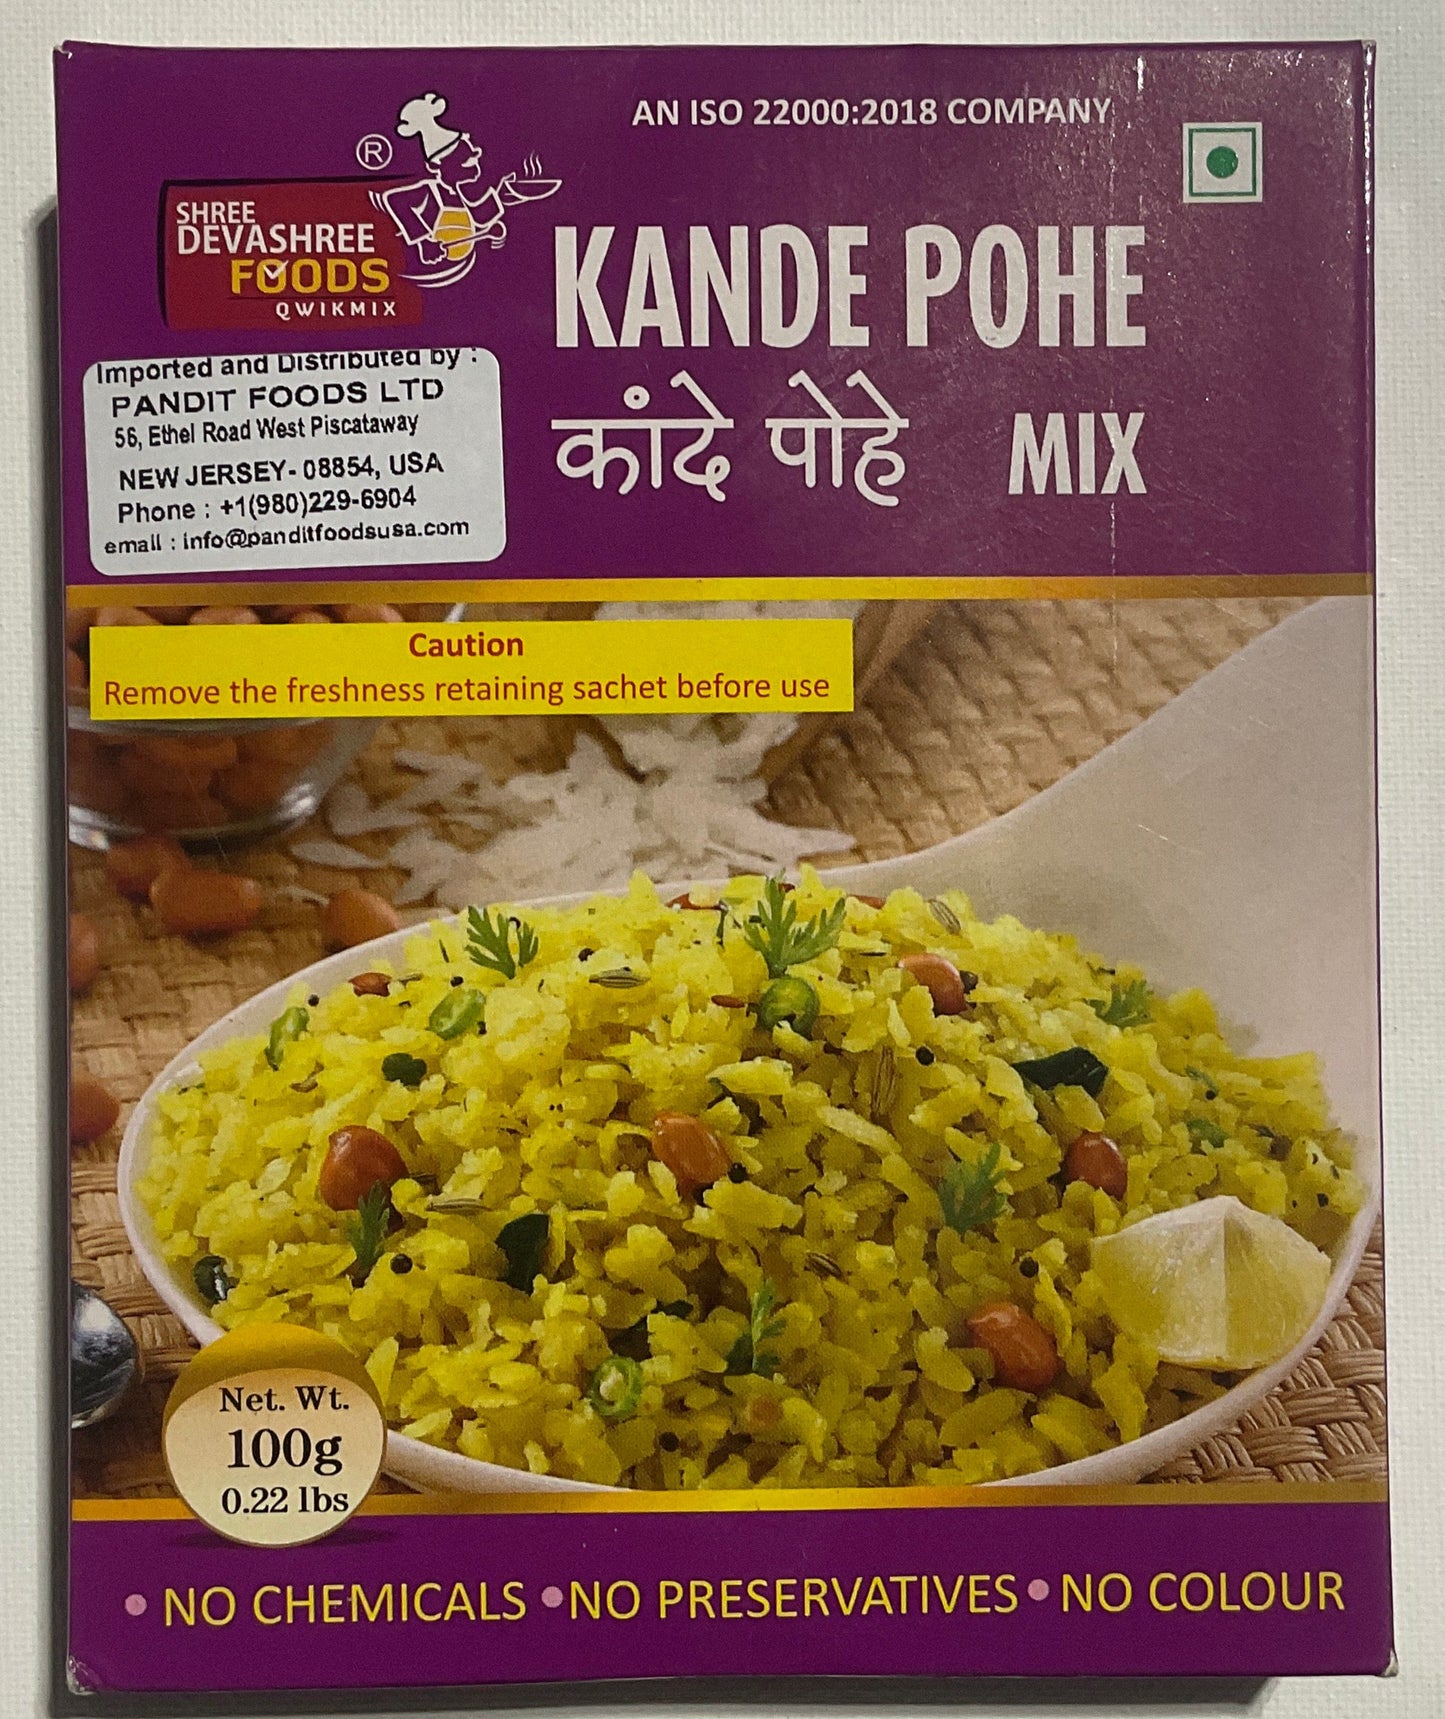 AN ISO 22000:2018 COMPANY
®
SHREE
DEVASHREE
FOODS
QWIKMIX
KANDE POHE
कांदे पोहे MIX
Imported and Distributed by :
PANDIT FOODS LTD
56, Ethel Road West Piscataway
NEW JERSEY- 08854, USA
Phone : +1(980)229-6904
email : info@panditfoodsusa.com
Caution
Remove the freshness retaining sachet before use
Net. Wt.
100g
0.22 lbs
• NO CHEMICALS • NO PRESERVATIVES • NO COLOUR